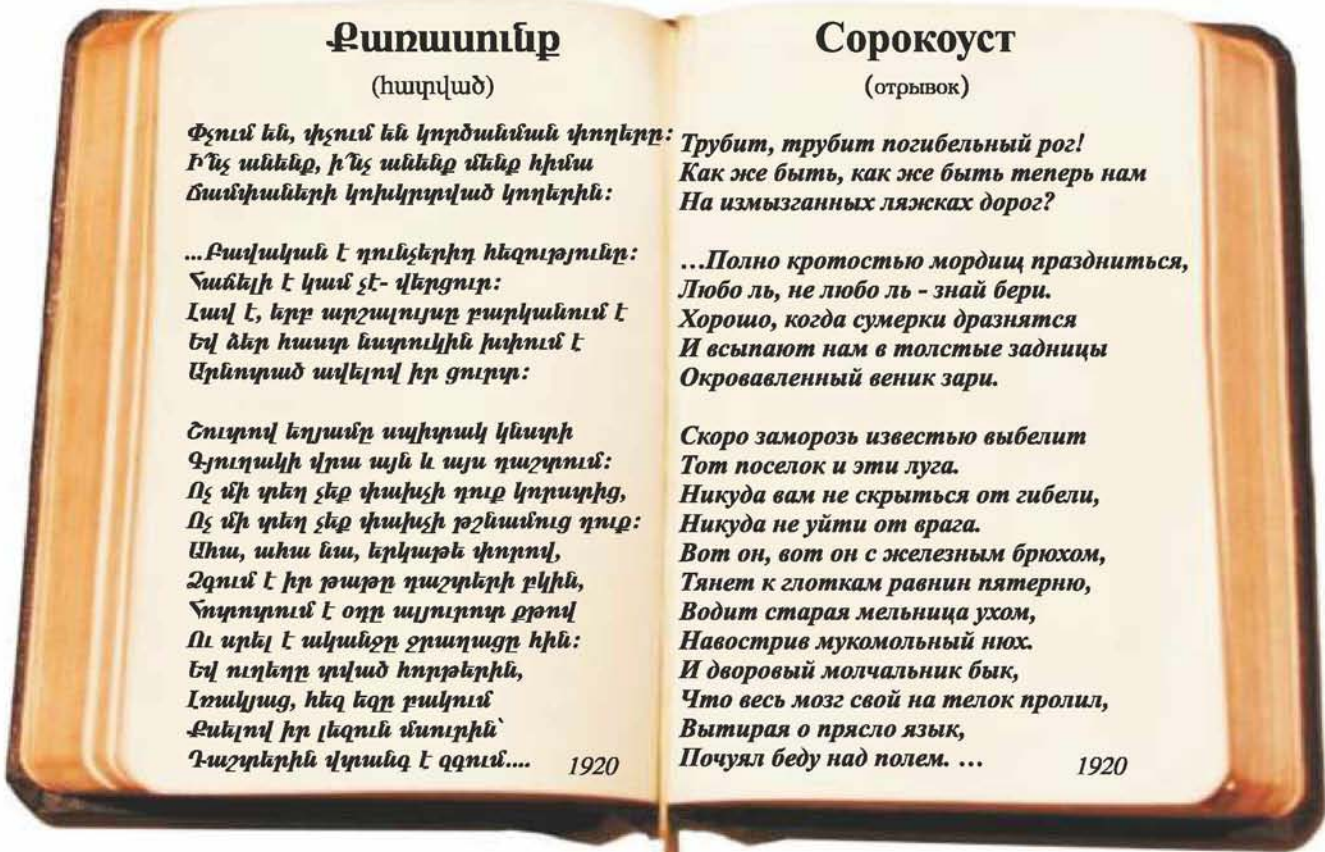 Քառասունք
(հատված)
Փչում են, փչում են կործանման փողերը:
Ի՞նչ անենք, ի՞նչ անենք մենք հիմա
Ճամփաների կոխկրտված կողերին:
...Բավական է դունչերիդ հեզությունը:
Հաճելի է կամ չէ- վերցուր:
Լավ է, երբ արշալույսը բարկանում է
Եվ ձեր հաստ նստուկին խփում է
Արնոտած ավելով իր ցուրտ:
Շուտով եղյամը սպիտակ կնստի
Գյուղակի վրա այն և այս դաշտում:
Ոչ մի տեղ չեք փախչի դուք կորստից,
Ոչ մի տեղ չեք փախչի թշնամուց դուք:
Ահա, ահա նա, երկաթե փորով,
Ձգում է իր թաթը դաշտերի բկին,
Հոտոտում է օդը ալյուրոտ քթով
Ու սրել է ականջը ջրաղացը հին:
Եվ ուղեղը տված հորթերին,
Լռակյաց, հեզ եզը բակում
Քսելով իր լեզուն մսուրին՝
Դաշտերին վտանգ է զգում....
1920
Сорокоуст
(отрывок)
Трубит, трубит погибельный рог!
Как же быть, как же быть теперь нам
На измызганных ляжках дорог?
…Полно кротостью мордищ праздниться,
Любо ль, не любо ль - знай бери.
Хорошо, когда сумерки дразнятся
И всыпают нам в толстые задницы
Окровавленный веник зари.
Скоро заморозь известью выбелит
Тот поселок и эти луга.
Никуда вам не скрыться от гибели,
Никуда не уйти от врага.
Вот он, вот он с железным брюхом,
Тянет к глоткам равнин пятерню,
Водит старая мельница ухом,
Навострив мукомольный нюх.
И дворовый молчальник бык,
Что весь мозг свой на телок пролил,
Вытирая о прясло язык,
Почуял беду над полем. …
1920